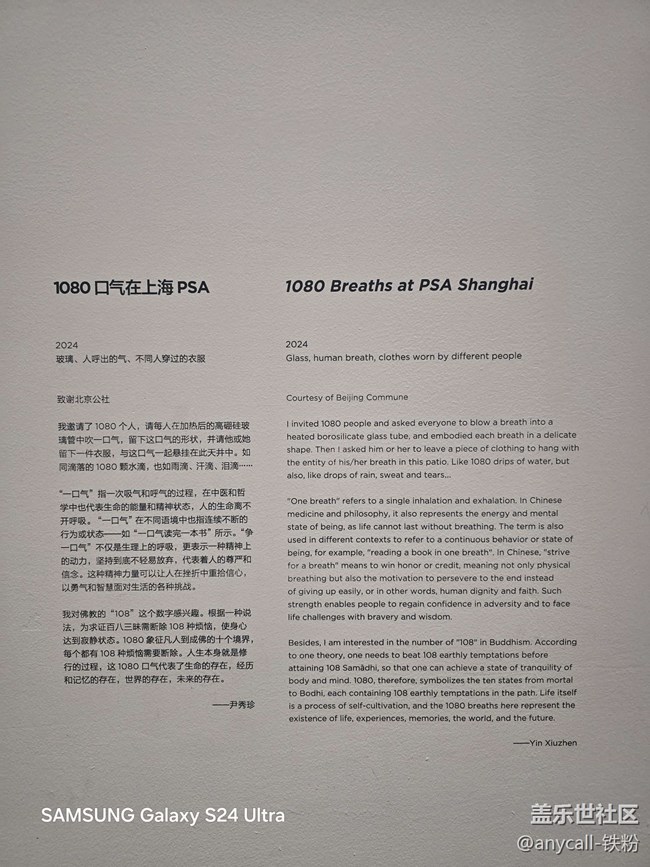 1080 口气在上海 PSA
2024
玻璃、人呼出的气、不同人穿过的衣服
致谢北京公社
我邀请了 1080 个人，请每人在加热后的高硼硅玻
璃管中吹一口气，留下这口气的形状，并请他或她
留下一件衣服，与这口气一起悬挂在此天井中。如
同滴落的 1080 颗水滴，也如雨滴、汗滴、泪滴……
“一口气”指一次吸气和呼气的过程，在中医和哲
学中也代表生命的能量和精神状态，人的生命离不
开呼吸。“一口气”在不同语境中也指连续不断的
行为或状态——如“一口气读完一本书”所示。“争
一口气”不仅是生理上的呼吸，更表示一种精神上
的动力，坚持到底不轻易放弃，代表着人的尊严和
信念。这种精神力量可以让人在挫折中重拾信心，
以勇气和智慧面对生活的各种挑战。
我对佛教的“108”这个数字感兴趣。根据一种说
法，为求证百八三昧需断除 108 种烦恼，使身心
达到寂静状态。1080 象征凡人到成佛的十个境界，
每个都有 108 种烦恼需要断除。人生本身就是修
行的过程，这 1080 口气代表了生命的存在，经历
和记忆的存在，世界的存在，未来的存在。
——尹秀珍
1080 Breaths at PSA Shanghai
2024
Glass, human breath, clothes worn by different people
Courtesy of Beijing Commune
I invited 1080 people and asked everyone to blow a breath into a
heated borosilicate glass tube, and embodied each breath in a delicate
shape. Then I asked him or her to leave a piece of clothing to hang with
the entity of his/her breath in this patio. Like 1080 drips of water, but
also, like drops of rain, sweat and tears...
"One breath" refers to a single inhalation and exhalation. In Chinese
medicine and philosophy, it also represents the energy and mental
state of being, as life cannot last without breathing. The term is also
used in different contexts to refer to a continuous behavior or state of
being, for example, "reading a book in one breath". In Chinese, "strive
for a breath" means to win honor or credit, meaning not only physical
breathing but also the motivation to persevere to the end instead
of giving up easily, or in other words, human dignity and faith. Such
strength enables people to regain confidence in adversity and to face
life challenges with bravery and wisdom.
Besides, I am interested in the number of "108" in Buddhism. According
to one theory, one needs to beat 108 earthly temptations before
attaining 108 Samādhi, so that one can achieve a state of tranquility of
body and mind. 1080, therefore, symbolizes the ten states from mortal
to Bodhi, each containing 108 earthly temptations in the path. Life itself
is a process of self-cultivation, and the 1080 breaths here represent the
existence of life, experiences, memories, the world, and the future.
——Yin Xiuzhen
SAMSUNG Galaxy S24 Ultra
盖乐世社区
@anycall-铁粉